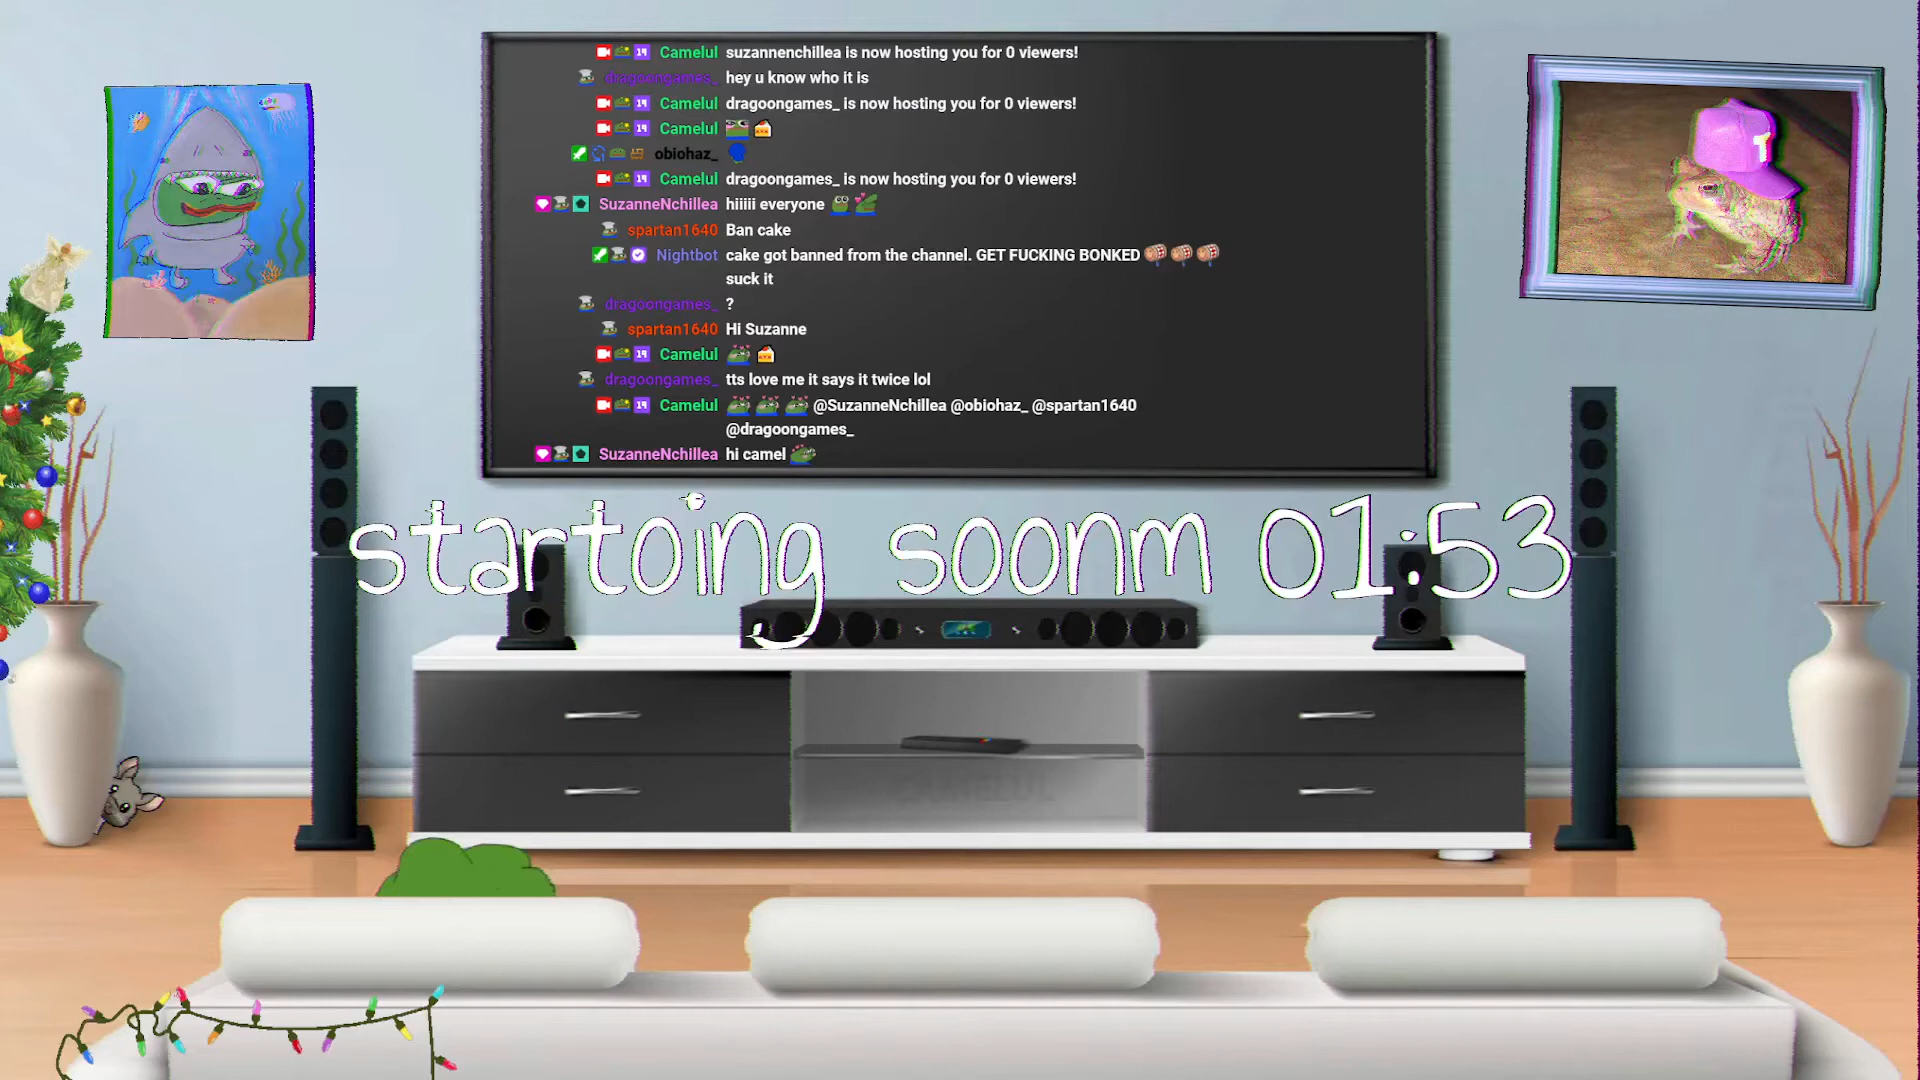 Camelul suzannenchillea is now hosting you for 0 viewers!
dragoongames_ hey u know who it is
Camelul dragoongames_ is now hosting you for 0 viewers!
Camelul
obiohaz_
Camelul dragoongames_ is now hosting you for 0 viewers!
SuzanneNchillea hiiiii everyone
spartan1640 Ban cake
Nightbot cake got banned from the channel. GET FUCKING BONKED
suck it
dragoongames_ ?
spartan1640 Hi Suzanne
Camelul
dragoongames_ tts love me it says it twice lol
Camelul @SuzanneNchillea @obiohaz_ @spartan1640
@dragoongames_
SuzanneNchillea hi camel
startoing soonm 01:53
CAMELUL